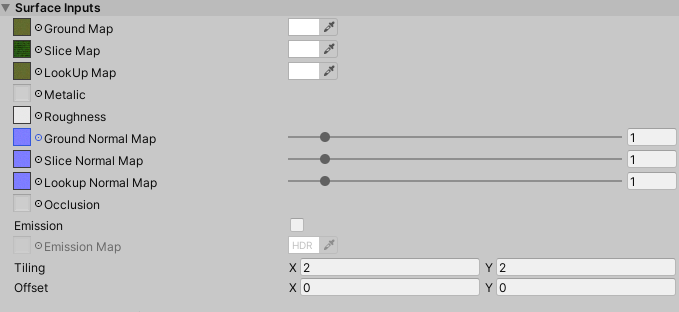 Surface Inputs
Ground Map
Slice Map
LookUp Map
Metalic
Roughness
Ground Normal Map 1
Slice Normal Map 1
Lookup Normal Map 1
Occlusion
Emission
Emission Map HDR
Tiling X 2 Y 2
Offset X 0 Y 0